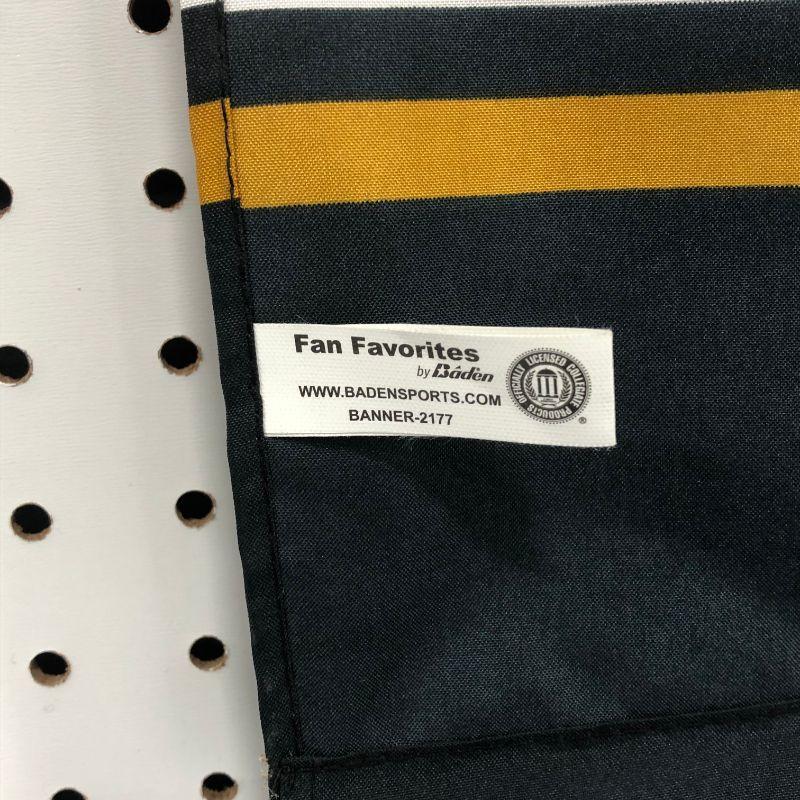 Fan Favorites
by Baden
WWW.BADENSPORTS.COM
BANNER-2177
OFFICIALLY LICENSED COLLEGIATE PRODUCTS
®